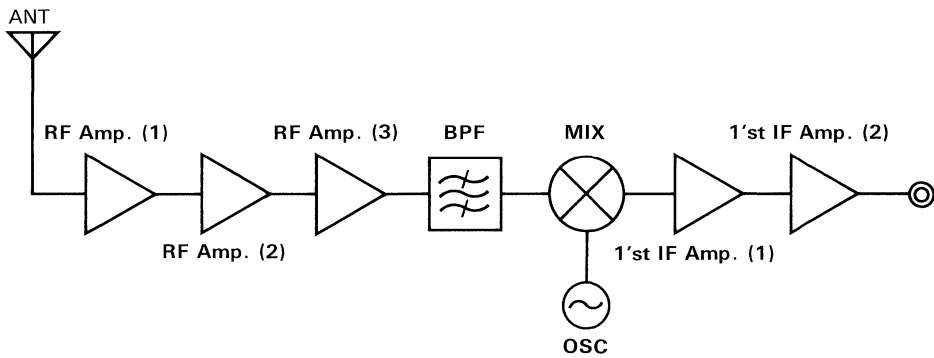 ANT
RF Amp. (1)
RF Amp. (3)
BPF
MIX
1'st IF Amp. (2)
RF Amp. (2)
1'st IF Amp. (1)
OSC